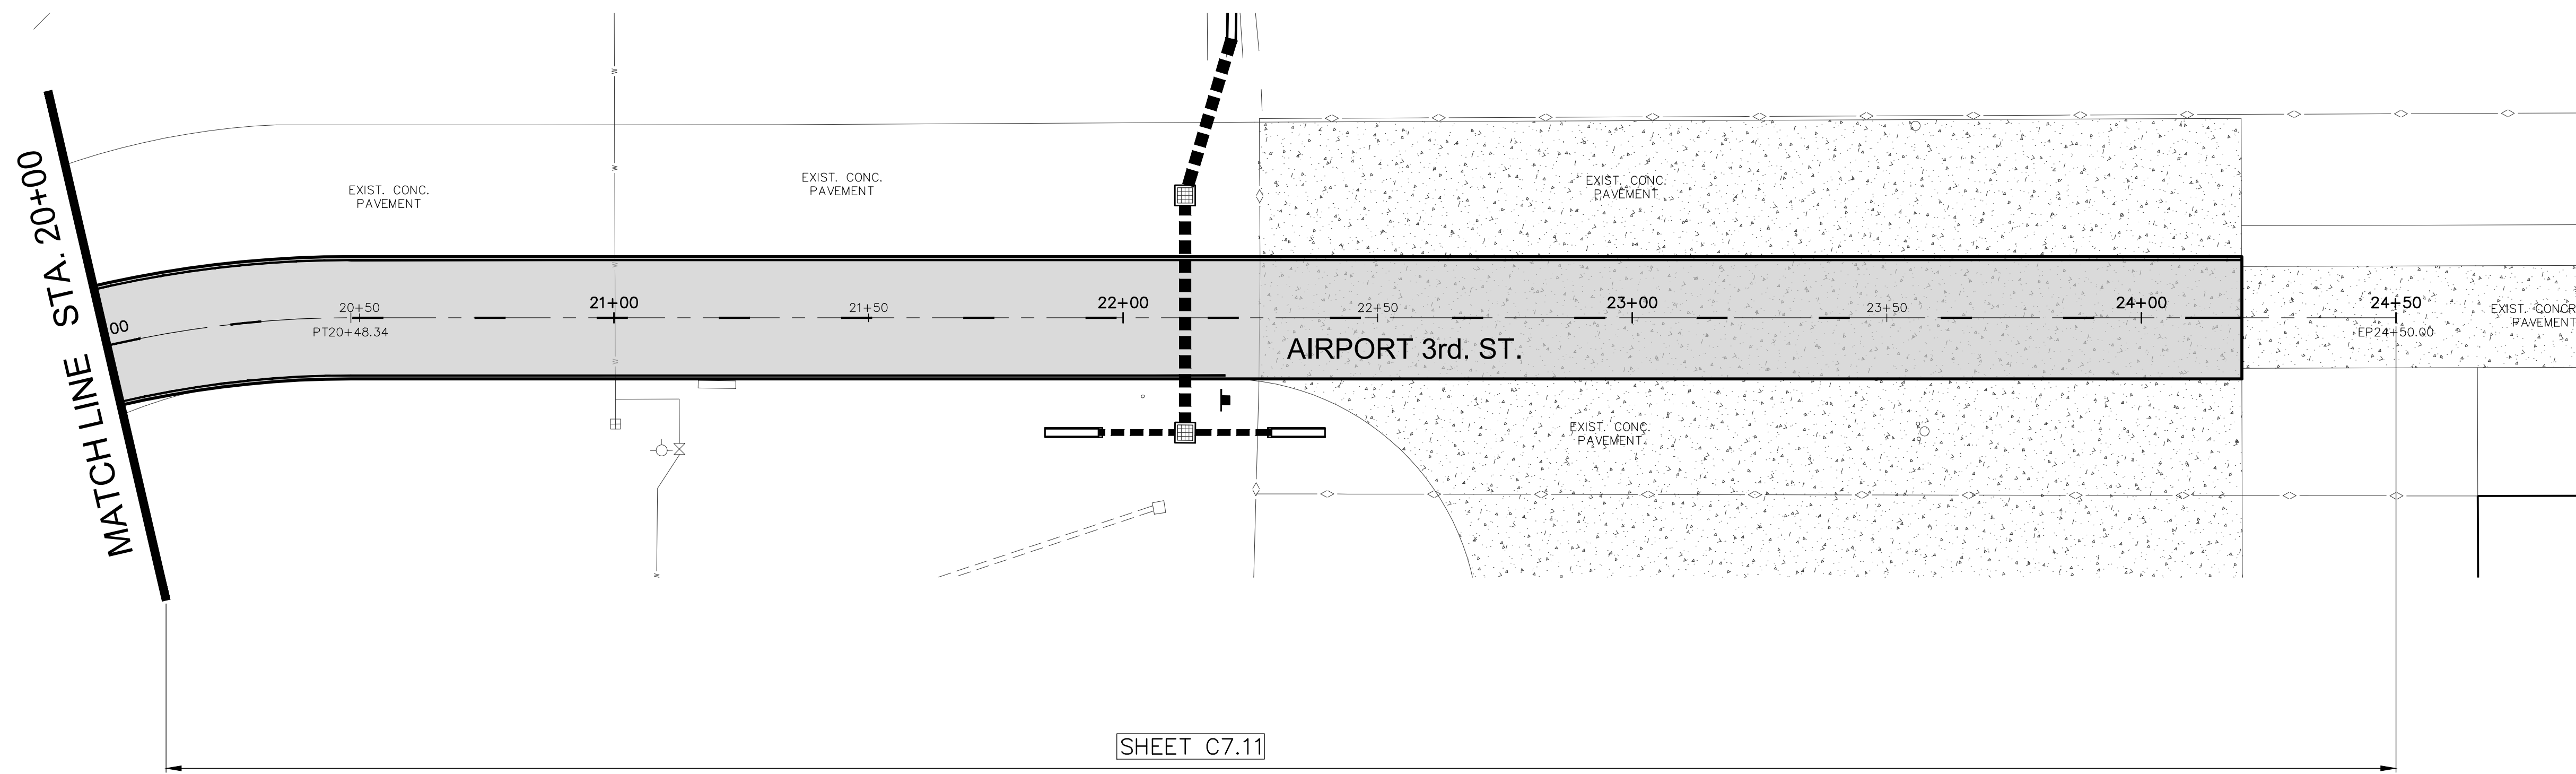 MATCH LINE STA. 20+00
W
W
EXIST. CONC.
PAVEMENT
EXIST. CONC.
PAVEMENT
EXIST. CONC.
PAVEMENT
W
00
20+50
21+00
21+50
22+00
22+50
23+00
23+50
24+00
24+50
PT20+48.34
EP24+50.00
EXIST. CONCR
PAVEMENT
W
AIRPORT 3rd. ST.
EXIST. CONC.
PAVEMENT
W
SHEET C7.11